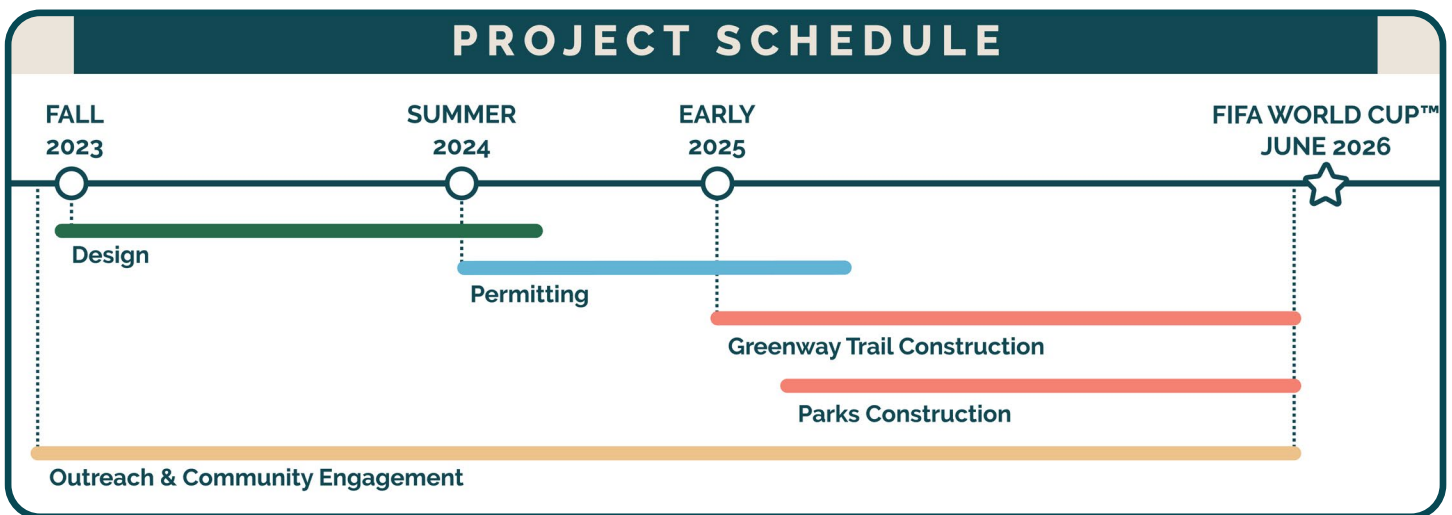 PROJECT SCHEDULE
FALL
2023
SUMMER
2024
EARLY
2025
FIFA WORLD CUP™
JUNE 2026
Design
Permitting
Greenway Trail Construction
Parks Construction
Outreach & Community Engagement